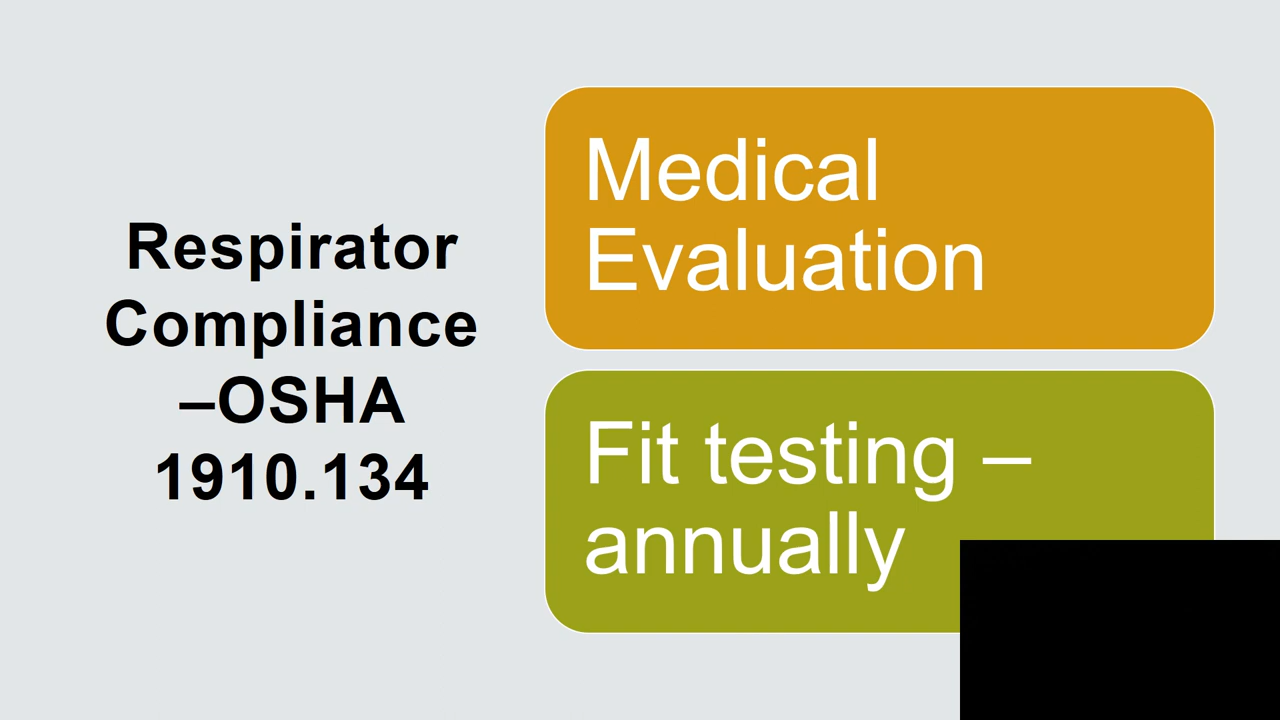 Respirator
Compliance
–OSHA
1910.134
Medical
Evaluation
Fit testing –
annually